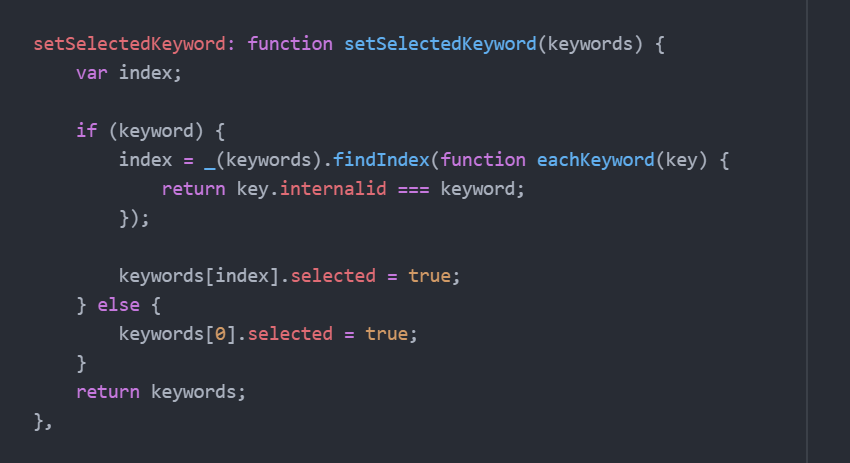 setSelectedKeyword: function setSelectedKeyword(keywords) {
    var index;

    if (keyword) {
        index = _(keywords).findIndex(function eachKeyword(key) {
            return key.internalid === keyword;
        });

        keywords[index].selected = true;
    } else {
        keywords[0].selected = true;
    }
    return keywords;
},